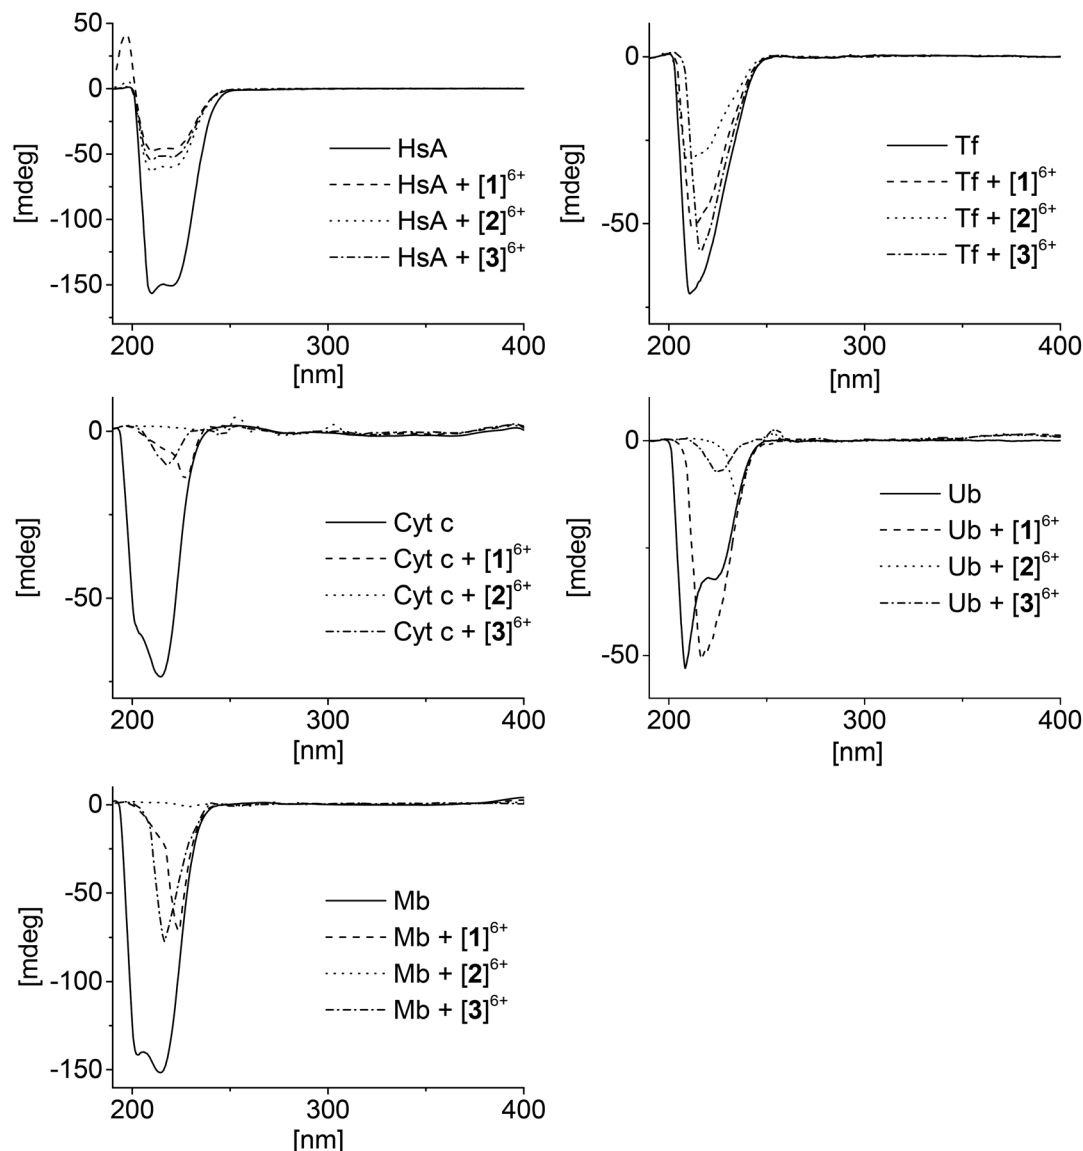 50
0
-50
-100
-150
[mdeg]
HsA
HsA + [1]⁶⁺
HsA + [2]⁶⁺
HsA + [3]⁶⁺
200 300 400
[nm]
0
-50
[mdeg]
Tf
Tf + [1]⁶⁺
Tf + [2]⁶⁺
Tf + [3]⁶⁺
200 300 400
[nm]
0
-50
[mdeg]
Cyt c
Cyt c + [1]⁶⁺
Cyt c + [2]⁶⁺
Cyt c + [3]⁶⁺
200 300 400
[nm]
0
-50
[mdeg]
Ub
Ub + [1]⁶⁺
Ub + [2]⁶⁺
Ub + [3]⁶⁺
200 300 400
[nm]
0
-50
-100
-150
[mdeg]
Mb
Mb + [1]⁶⁺
Mb + [2]⁶⁺
Mb + [3]⁶⁺
200 300 400
[nm]